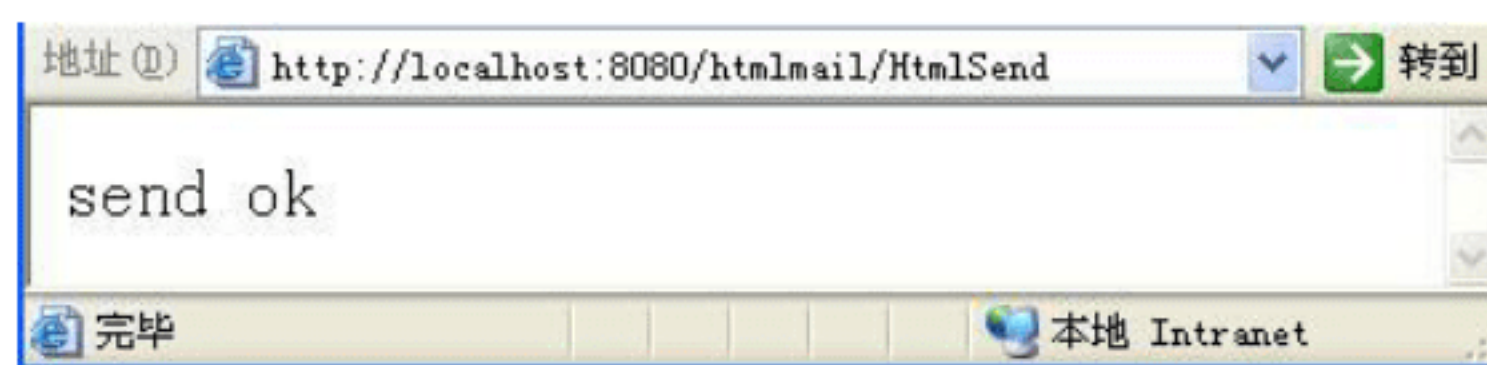 地址(D) http://localhost:8080/htmlmail/HtmlSend 转到
send ok
完毕 本地 Intranet